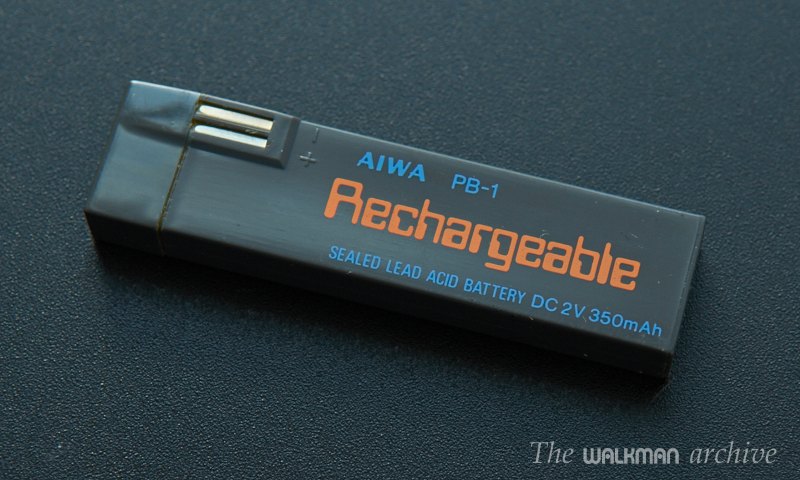 - +
AIWA PB-1
Rechargeable
SEALED LEAD ACID BATTERY DC 2V 350mAh
The WALKMAN archive